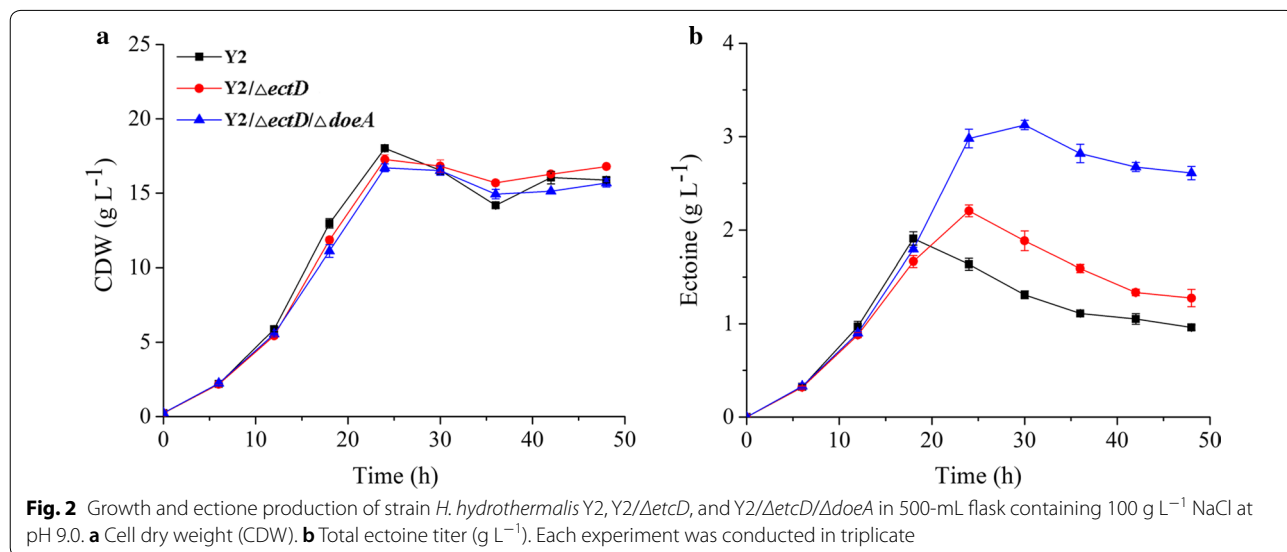 a
25
20
15
10
5
0
CDW (g L⁻¹)
Y2
Y2/△ectD
Y2/△ectD/△doeA
0 10 20 30 40 50
Time (h)
b
4
3
2
1
0
Ectoine (g L⁻¹)
0 10 20 30 40 50
Time (h)
Fig. 2 Growth and ectione production of strain H. hydrothermalis Y2, Y2/ΔetcD, and Y2/ΔetcD/ΔdoeA in 500-mL flask containing 100 g L⁻¹ NaCl at
pH 9.0. a Cell dry weight (CDW). b Total ectoine titer (g L⁻¹). Each experiment was conducted in triplicate